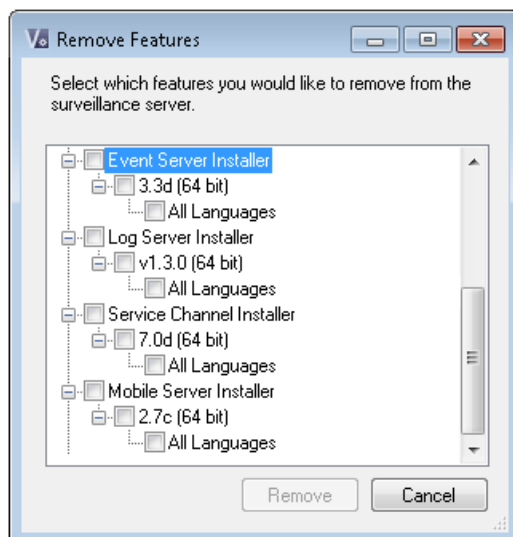 Remove Features
Select which features you would like to remove from the
surveillance server.
Event Server Installer
3.3d (64 bit)
All Languages
Log Server Installer
v1.3.0 (64 bit)
All Languages
Service Channel Installer
7.0d (64 bit)
All Languages
Mobile Server Installer
2.7c (64 bit)
All Languages
Remove
Cancel